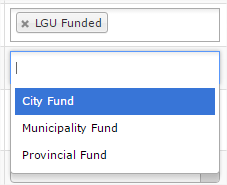 × LGU Funded
City Fund
Municipality Fund
Provincial Fund